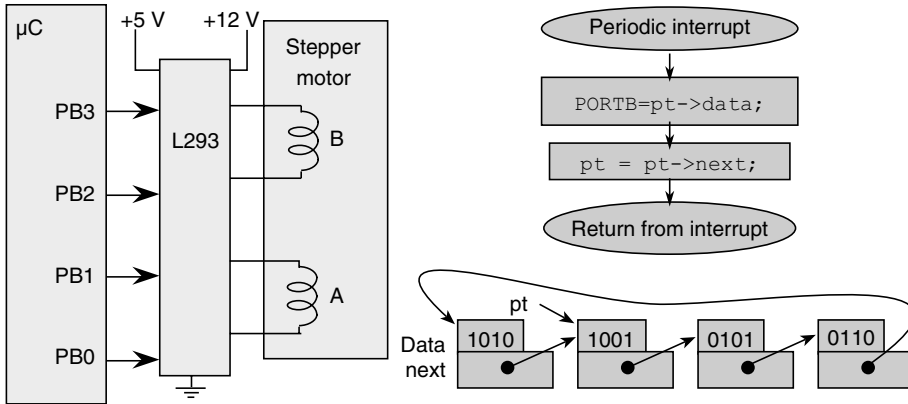 µC
+5 V
+12 V
Stepper
motor
PB3
PB2
PB1
PB0
L293
B
A
Periodic interrupt
PORTB=pt->data;
pt = pt->next;
Return from interrupt
pt
Data
next
1010
1001
0101
0110